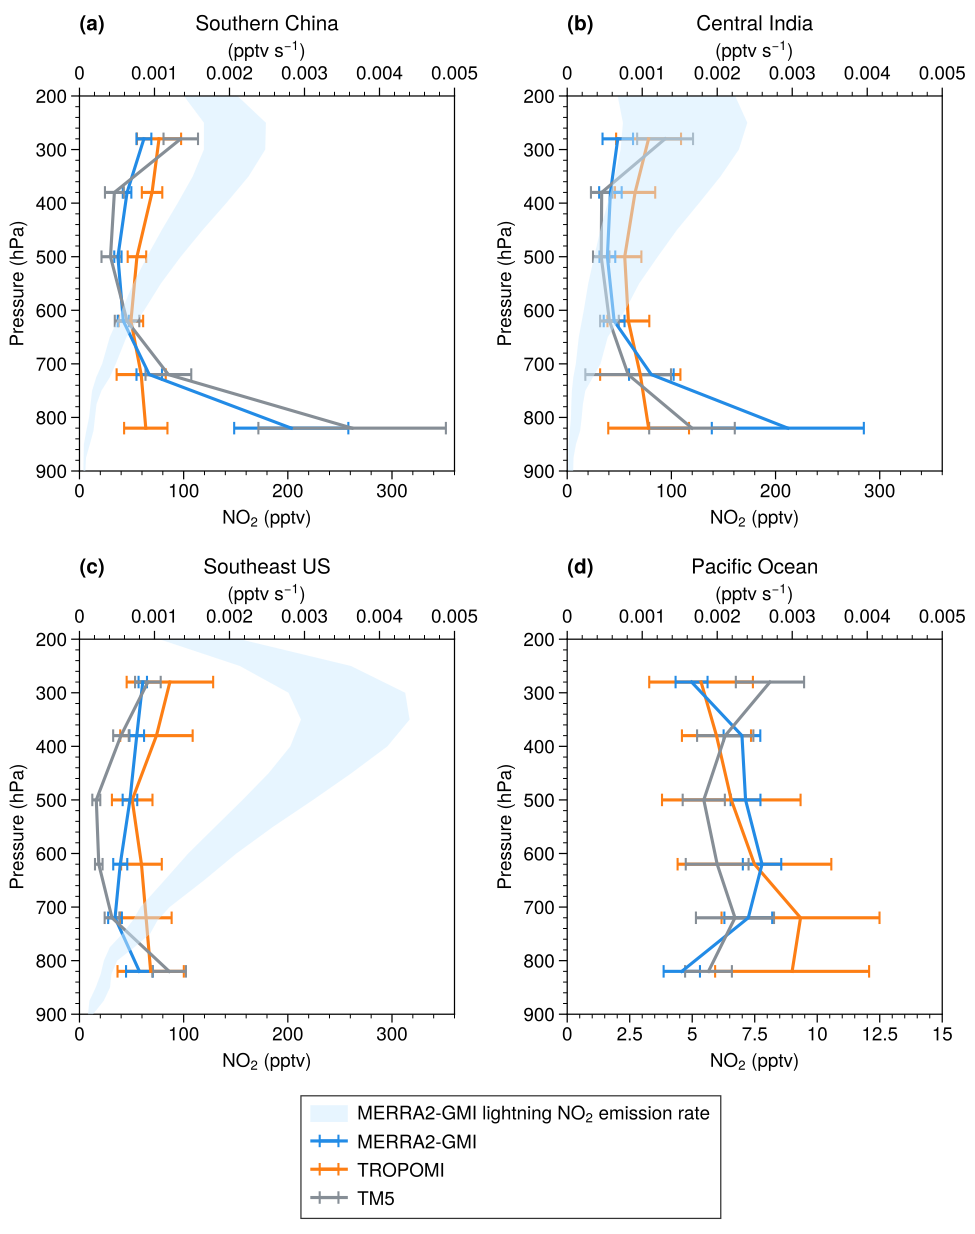 (a) Southern China
(pptv s⁻¹)
0 0.001 0.002 0.003 0.004 0.005
200
300
400
500
600
700
800
900
Pressure (hPa)
0 100 200 300
NO₂ (pptv)
(b) Central India
(pptv s⁻¹)
0 0.001 0.002 0.003 0.004 0.005
200
300
400
500
600
700
800
900
Pressure (hPa)
0 100 200 300
NO₂ (pptv)
(c) Southeast US
(pptv s⁻¹)
0 0.001 0.002 0.003 0.004 0.005
200
300
400
500
600
700
800
900
Pressure (hPa)
0 100 200 300
NO₂ (pptv)
(d) Pacific Ocean
(pptv s⁻¹)
0 0.001 0.002 0.003 0.004 0.005
200
300
400
500
600
700
800
900
Pressure (hPa)
0 2.5 5 7.5 10 12.5 15
NO₂ (pptv)
MERRA2-GMI lightning NO₂ emission rate
MERRA2-GMI
TROPOMI
TM5